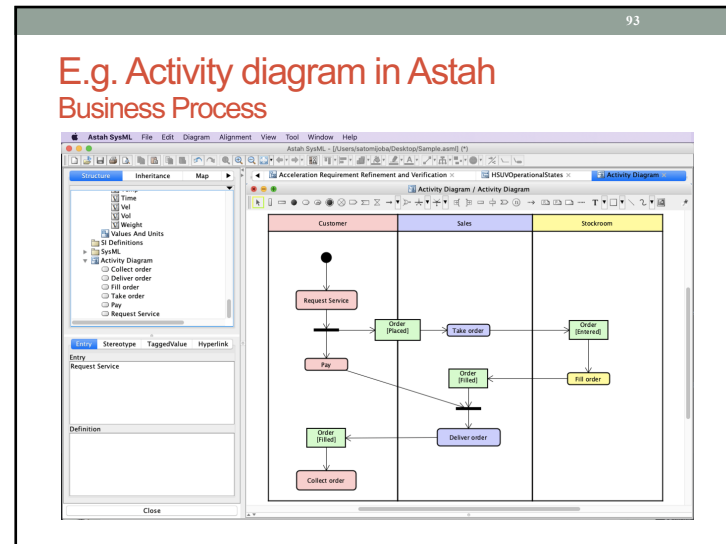 93
E.g. Activity diagram in Astah
Business Process
Astah SysML File Edit Diagram Alignment View Tool Window Help
Astah SysML - [/Users/satomijoba/Desktop/Sample.asml] (*)
Structure Inheritance Map
Acceleration Requirement Refinement and Verification
HSUVOperationalStates
Activity Diagram
Activity Diagram / Activity Diagram
Time
Vel
Vol
Weight
Values And Units
SI Definitions
SysML
Activity Diagram
Collect order
Deliver order
Fill order
Take order
Pay
Request Service
Entry Stereotype TaggedValue Hyperlink
Entry
Request Service
Definition
Close
Customer Sales Stockroom
Request Service
Order
[Placed]
Take order
Order
[Entered]
Pay
Order
[Filled]
Fill order
Order
[Filled]
Deliver order
Collect order